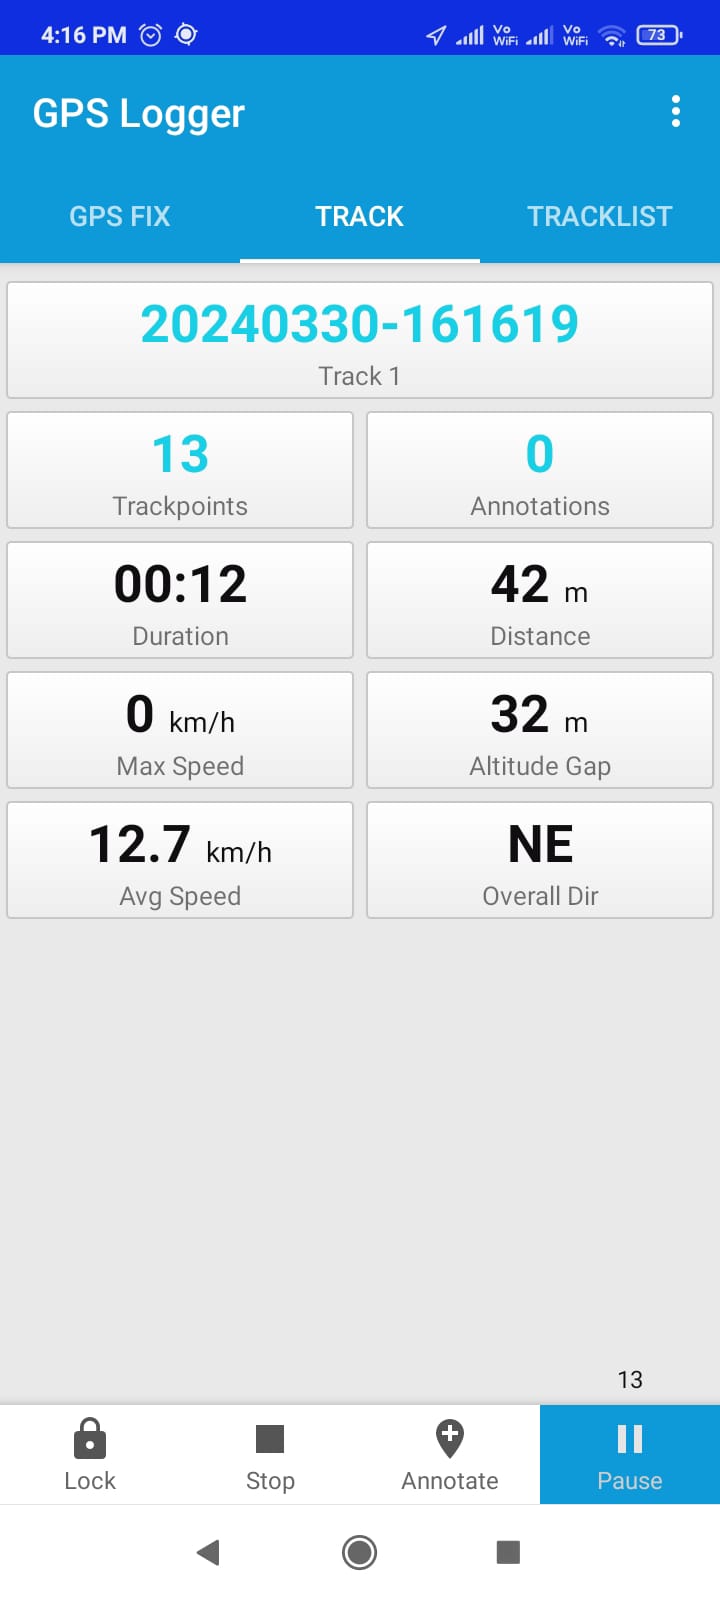 4:16 PM Vo WiFi Vo WiFi 73
GPS Logger
GPS FIX TRACK TRACKLIST
20240330-161619
Track 1
13 0
Trackpoints Annotations
00:12 42 m
Duration Distance
0 km/h 32 m
Max Speed Altitude Gap
12.7 km/h NE
Avg Speed Overall Dir
13
Lock Stop Annotate Pause